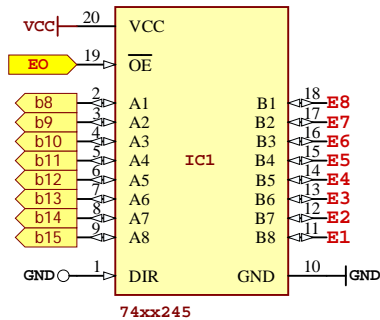 VCC 20 VCC
EO 19 OE
b8 2 A1 B1 18 E8
b9 3 A2 B2 17 E7
b10 4 A3 B3 16 E6
b11 5 A4 IC1 B4 15 E5
b12 6 A5 B5 14 E4
b13 7 A6 B6 13 E3
b14 8 A7 B7 12 E2
b15 9 A8 B8 11 E1
GND 1 DIR GND 10 GND
74xx245